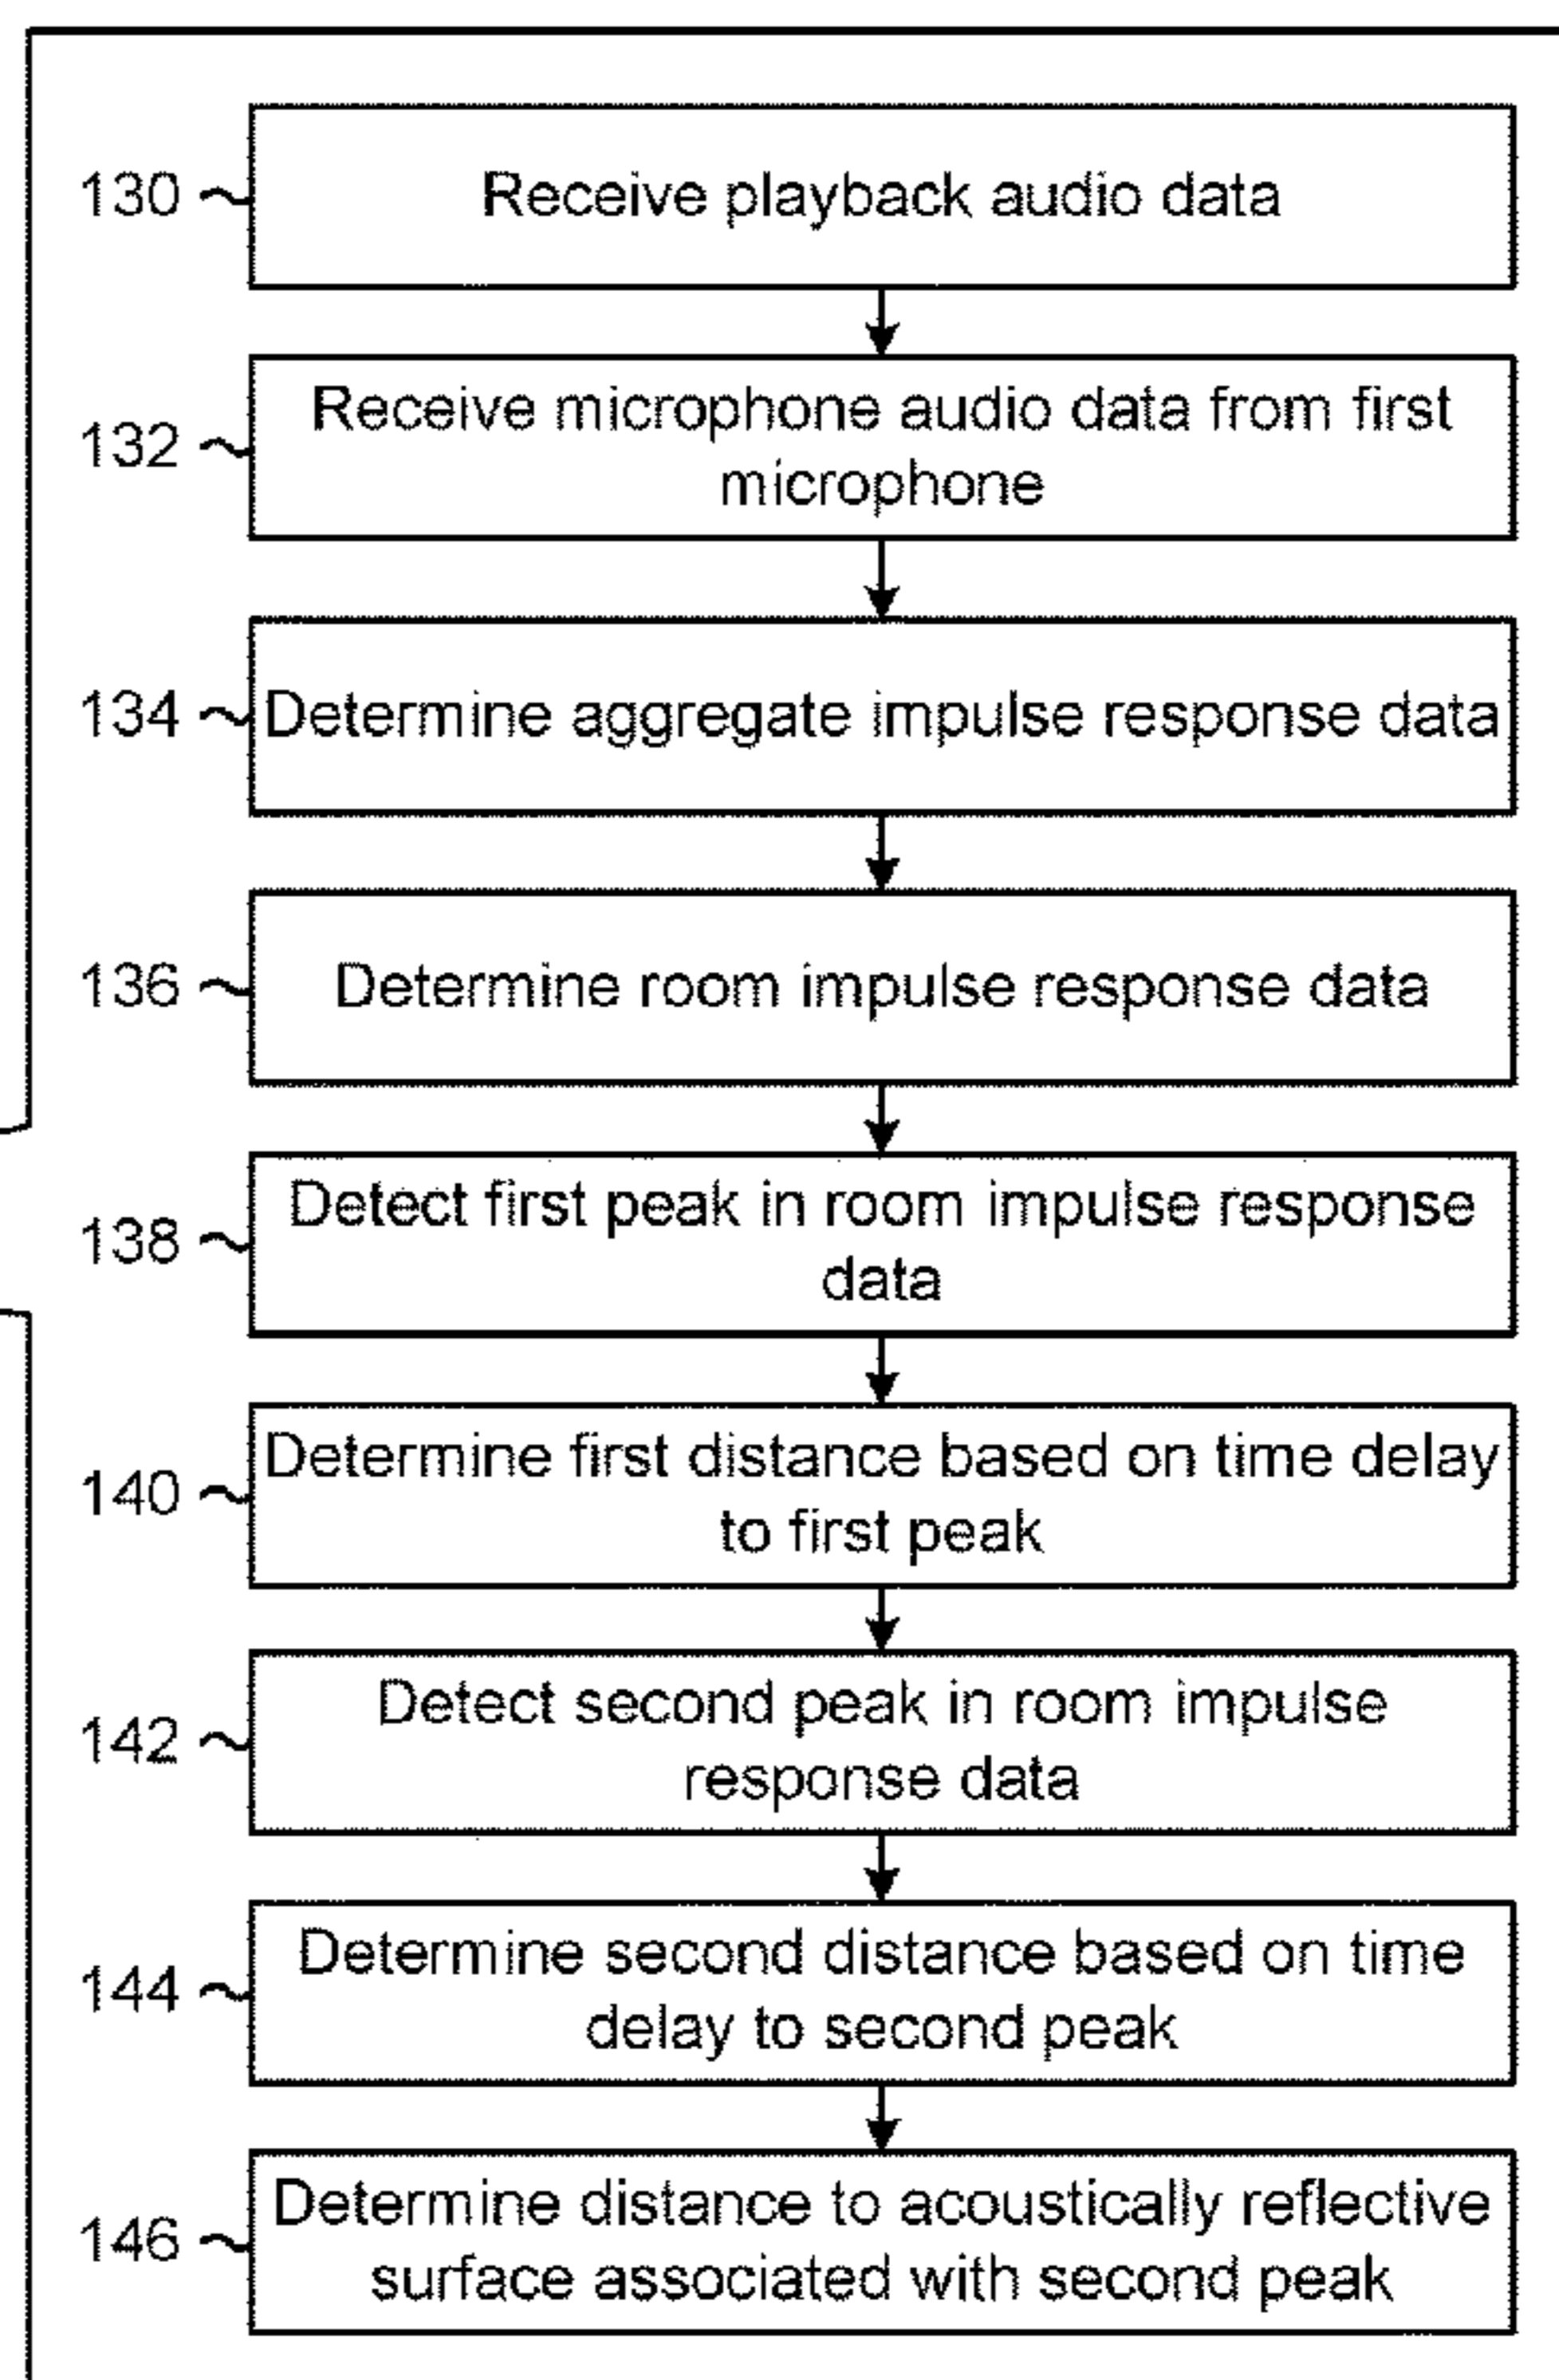 130
Receive playback audio data
132
Receive microphone audio data from first
microphone
134
Determine aggregate impulse response data
136
Determine room impulse response data
138
Detect first peak in room impulse response
data
140
Determine first distance based on time delay
to first peak
142
Detect second peak in room impulse
response data
144
Determine second distance based on time
delay to second peak
146
Determine distance to acoustically reflective
surface associated with second peak